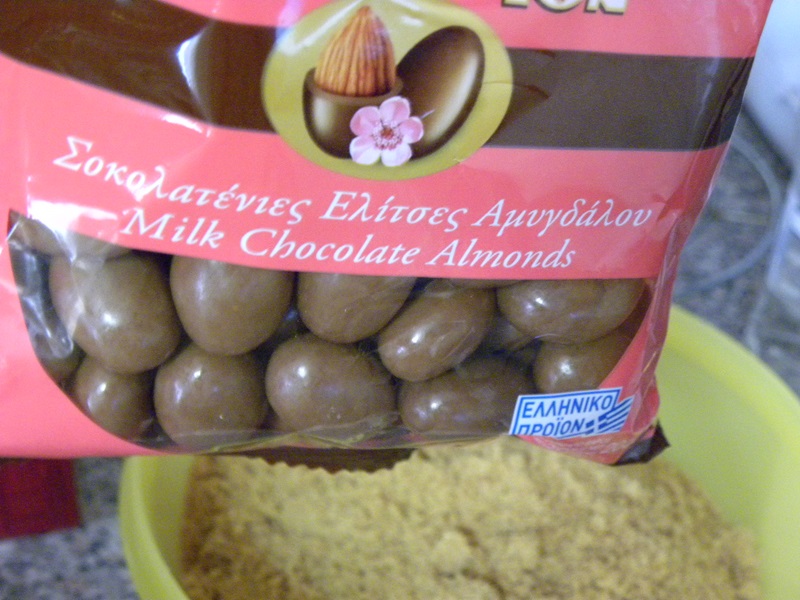 Σοκολατένιες Ελίτσες Αμυγδάλου
Milk Chocolate Almonds
ΕΛΛΗΝΙΚΟ
ΠΡΟΪΟΝ